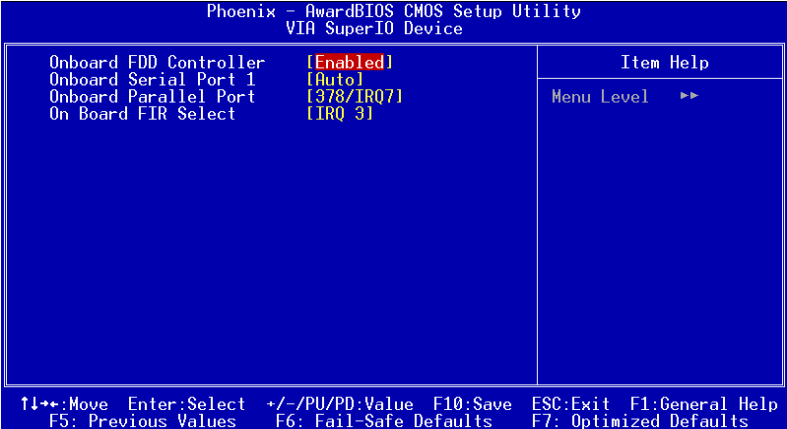 Phoenix - AwardBIOS CMOS Setup Utility
VIA SuperIO Device
Onboard FDD Controller [Enabled]
Onboard Serial Port 1 [Auto]
Onboard Parallel Port [378/IRQ7]
On Board FIR Select [IRQ 3]
Item Help
Menu Level ►►
↑↓→←:Move Enter:Select +/-/PU/PD:Value F10:Save ESC:Exit F1:General Help
F5: Previous Values F6: Fail-Safe Defaults F7: Optimized Defaults